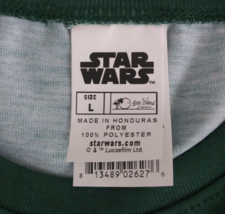 STAR
WARS
SIZE
L
MADE IN HONDURAS
FROM
100% POLYESTER
starwars.com
© & ™ Lucasfilm Ltd.
8 13489 02627 6